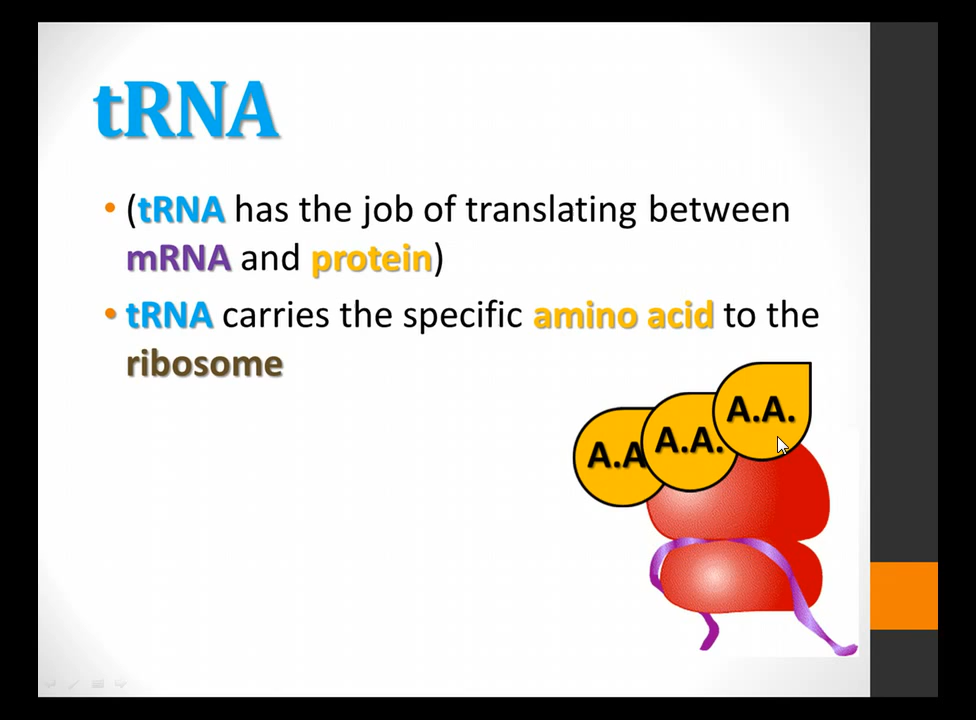 tRNA
• (tRNA has the job of translating between
mRNA and protein)
• tRNA carries the specific amino acid to the
ribosome
A.A.
A.A.
A.A